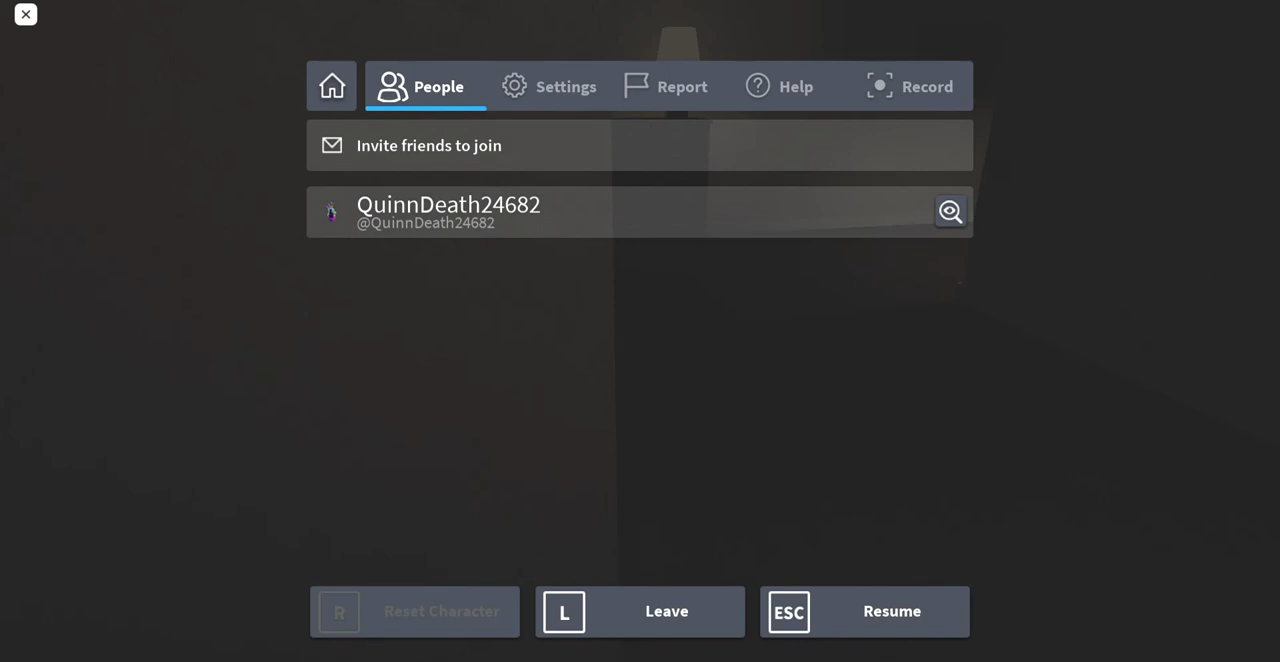 People Settings Report Help Record
Invite friends to join
QuinnDeath24682
@QuinnDeath24682
R Reset Character L Leave ESC Resume